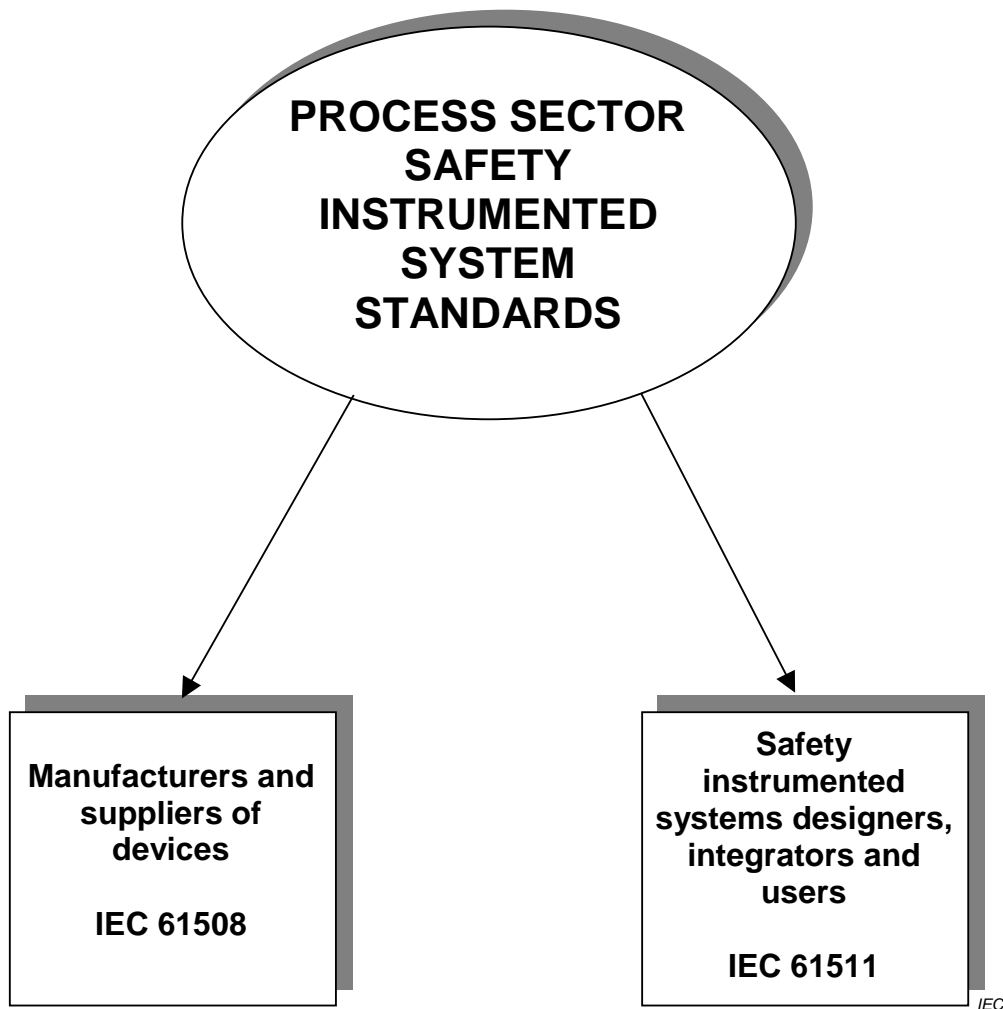 PROCESS SECTOR
SAFETY
INSTRUMENTED
SYSTEM
STANDARDS
Manufacturers and
suppliers of
devices
IEC 61508
Safety
instrumented
systems designers,
integrators and
users
IEC 61511
IEC